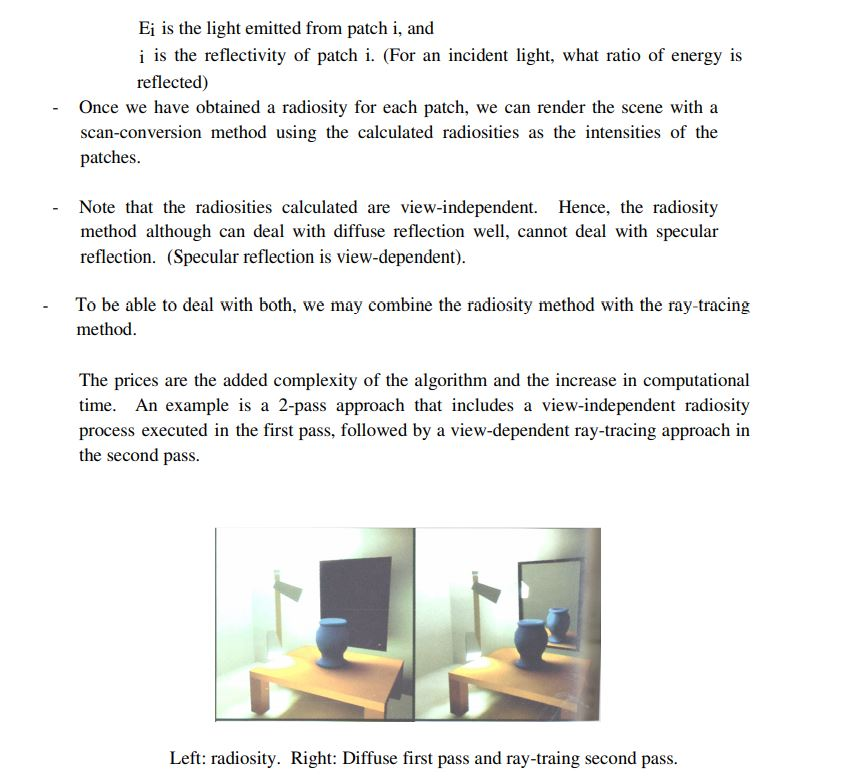 Ei is the light emitted from patch i, and
i is the reflectivity of patch i. (For an incident light, what ratio of energy is
reflected)
- Once we have obtained a radiosity for each patch, we can render the scene with a
scan-conversion method using the calculated radiosities as the intensities of the
patches.
- Note that the radiosities calculated are view-independent. Hence, the radiosity
method although can deal with diffuse reflection well, cannot deal with specular
reflection. (Specular reflection is view-dependent).
- To be able to deal with both, we may combine the radiosity method with the ray-tracing
method.
The prices are the added complexity of the algorithm and the increase in computational
time. An example is a 2-pass approach that includes a view-independent radiosity
process executed in the first pass, followed by a view-dependent ray-tracing approach in
the second pass.
Left: radiosity. Right: Diffuse first pass and ray-traing second pass.